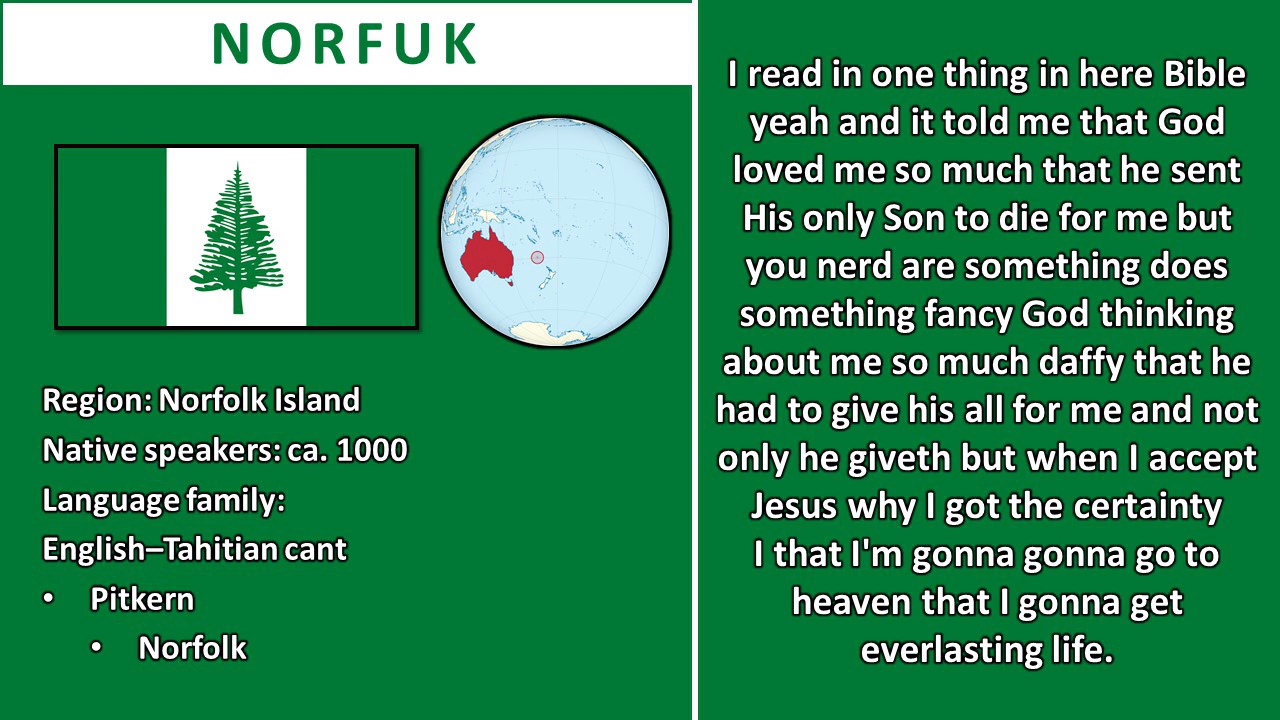 NORFUK
Region: Norfolk Island
Native speakers: ca. 1000
Language family:
English–Tahitian cant
• Pitkern
• Norfolk
I read in one thing in here Bible
yeah and it told me that God
loved me so much that he sent
His only Son to die for me but
you nerd are something does
something fancy God thinking
about me so much daffy that he
had to give his all for me and not
only he giveth but when I accept
Jesus why I got the certainty
I that I'm gonna gonna go to
heaven that I gonna get
everlasting life.